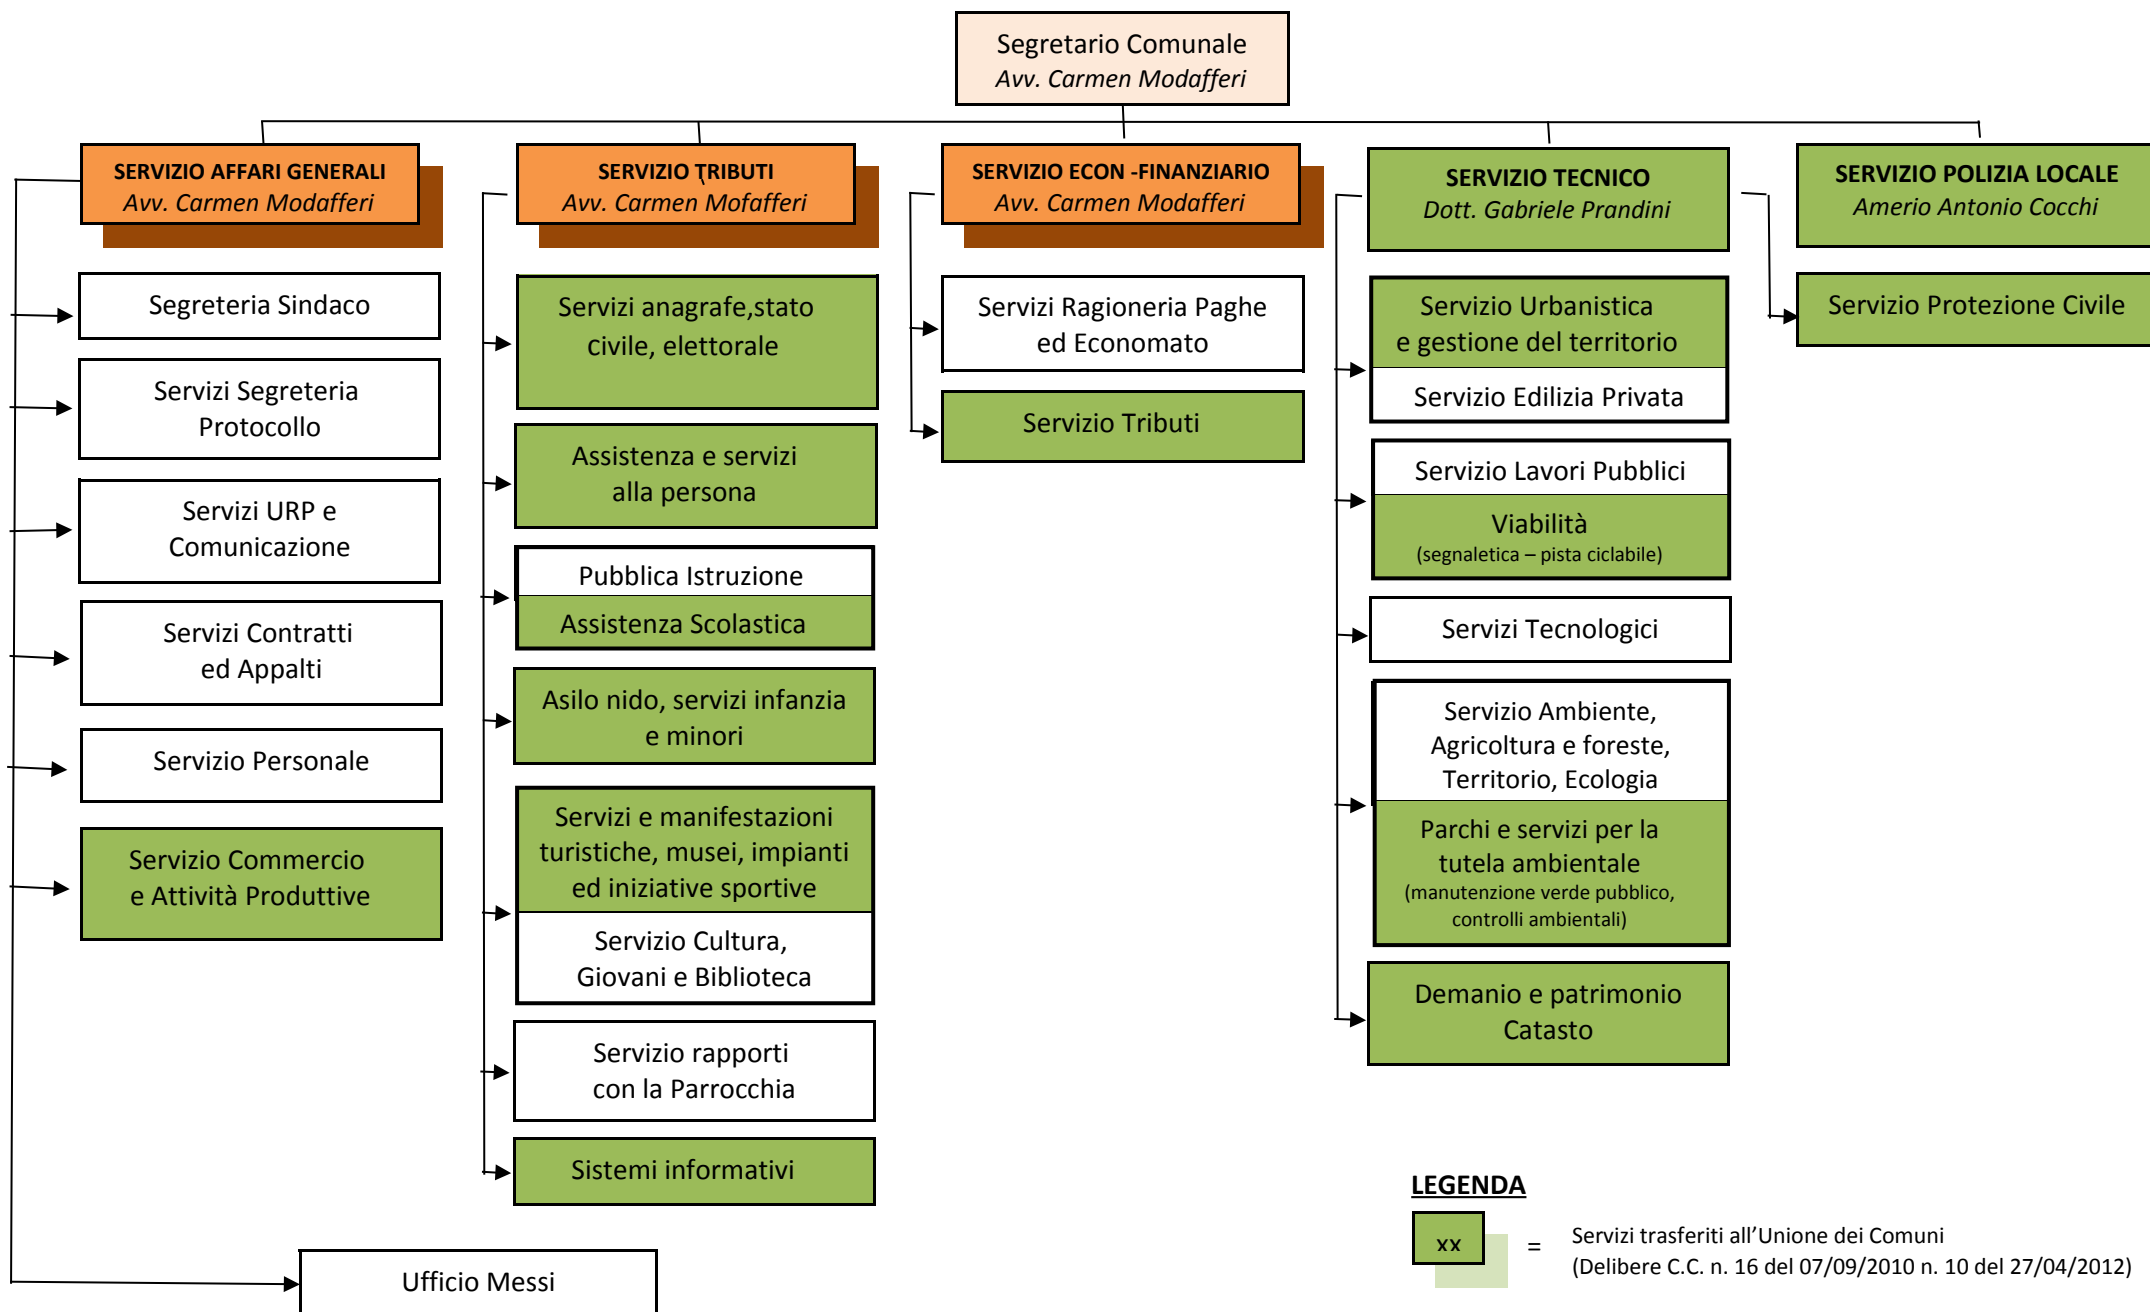 Segretario Comunale
Avv. Carmen Modafferi
SERVIZIO AFFARI GENERALI
Avv. Carmen Modafferi
Segreteria Sindaco
Servizi Segreteria
Protocollo
Servizi URP e
Comunicazione
Servizi Contratti
ed Appalti
Servizio Personale
Servizio Commercio
e Attività Produttive
Ufficio Messi
SERVIZIO TRIBUTI
Avv. Carmen Mofafferi
Servizi anagrafe,stato
civile, elettorale
Assistenza e servizi
alla persona
Pubblica Istruzione
Assistenza Scolastica
Asilo nido, servizi infanzia
e minori
Servizi e manifestazioni
turistiche, musei, impianti
ed iniziative sportive
Servizio Cultura,
Giovani e Biblioteca
Servizio rapporti
con la Parrocchia
Sistemi informativi
SERVIZIO ECON -FINANZIARIO
Avv. Carmen Modafferi
Servizi Ragioneria Paghe
ed Economato
Servizio Tributi
SERVIZIO TECNICO
Dott. Gabriele Prandini
Servizio Urbanistica
e gestione del territorio
Servizio Edilizia Privata
Servizio Lavori Pubblici
Viabilità
(segnaletica – pista ciclabile)
Servizi Tecnologici
Servizio Ambiente,
Agricoltura e foreste,
Territorio, Ecologia
Parchi e servizi per la
tutela ambientale
(manutenzione verde pubblico,
controlli ambientali)
Demanio e patrimonio
Catasto
SERVIZIO POLIZIA LOCALE
Amerio Antonio Cocchi
Servizio Protezione Civile
LEGENDA
xx = Servizi trasferiti all’Unione dei Comuni
(Delibere C.C. n. 16 del 07/09/2010 n. 10 del 27/04/2012)